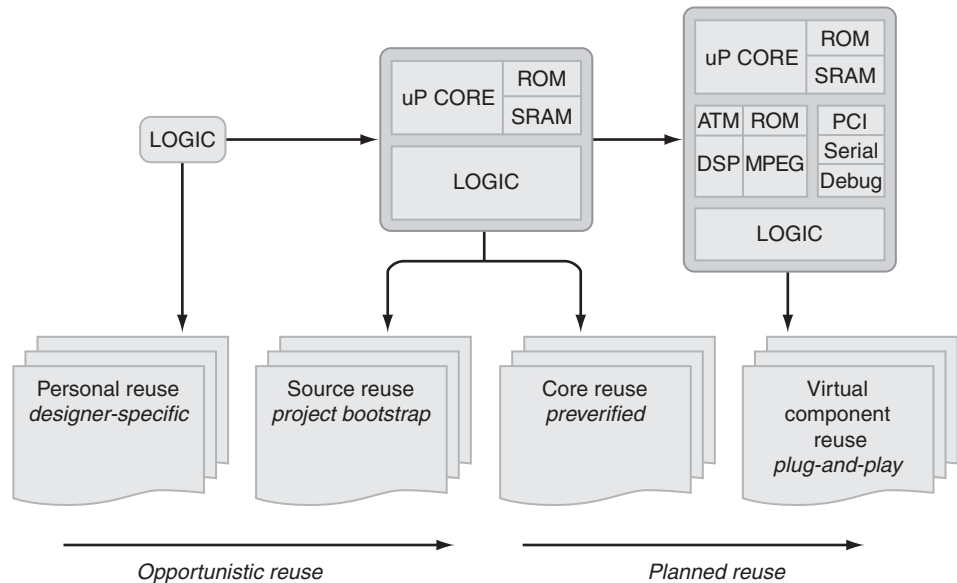 LOGIC
uP CORE
ROM
SRAM
LOGIC
uP CORE
ROM
SRAM
ATM
ROM
DSP
MPEG
PCI
Serial
Debug
LOGIC
Personal reuse
designer-specific
Source reuse
project bootstrap
Core reuse
preverified
Virtual
component
reuse
plug-and-play
Opportunistic reuse
Planned reuse